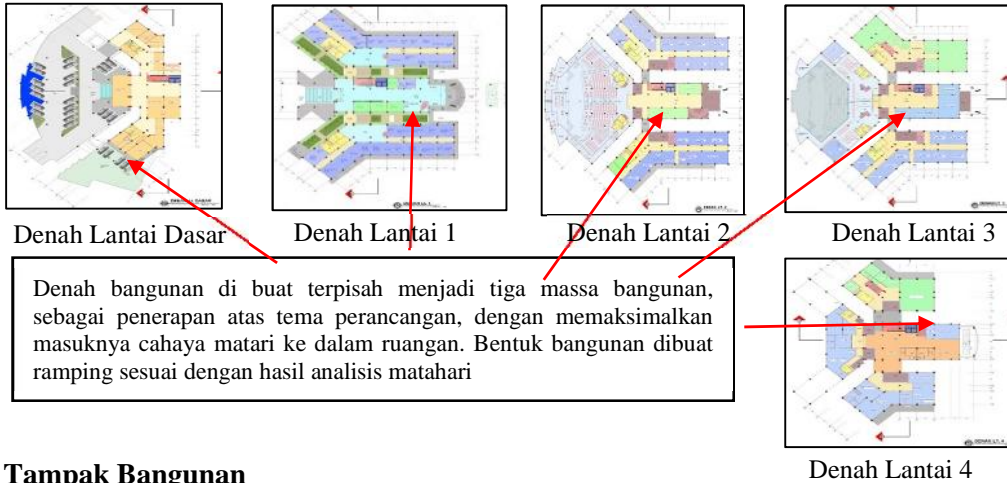 Denah Lantai Dasar
Denah Lantai 1
Denah Lantai 2
Denah Lantai 3
Denah bangunan di buat terpisah menjadi tiga massa bangunan,
sebagai penerapan atas tema perancangan, dengan memaksimalkan
masuknya cahaya matari ke dalam ruangan. Bentuk bangunan dibuat
ramping sesuai dengan hasil analisis matahari
Denah Lantai 4
Tampak Bangunan